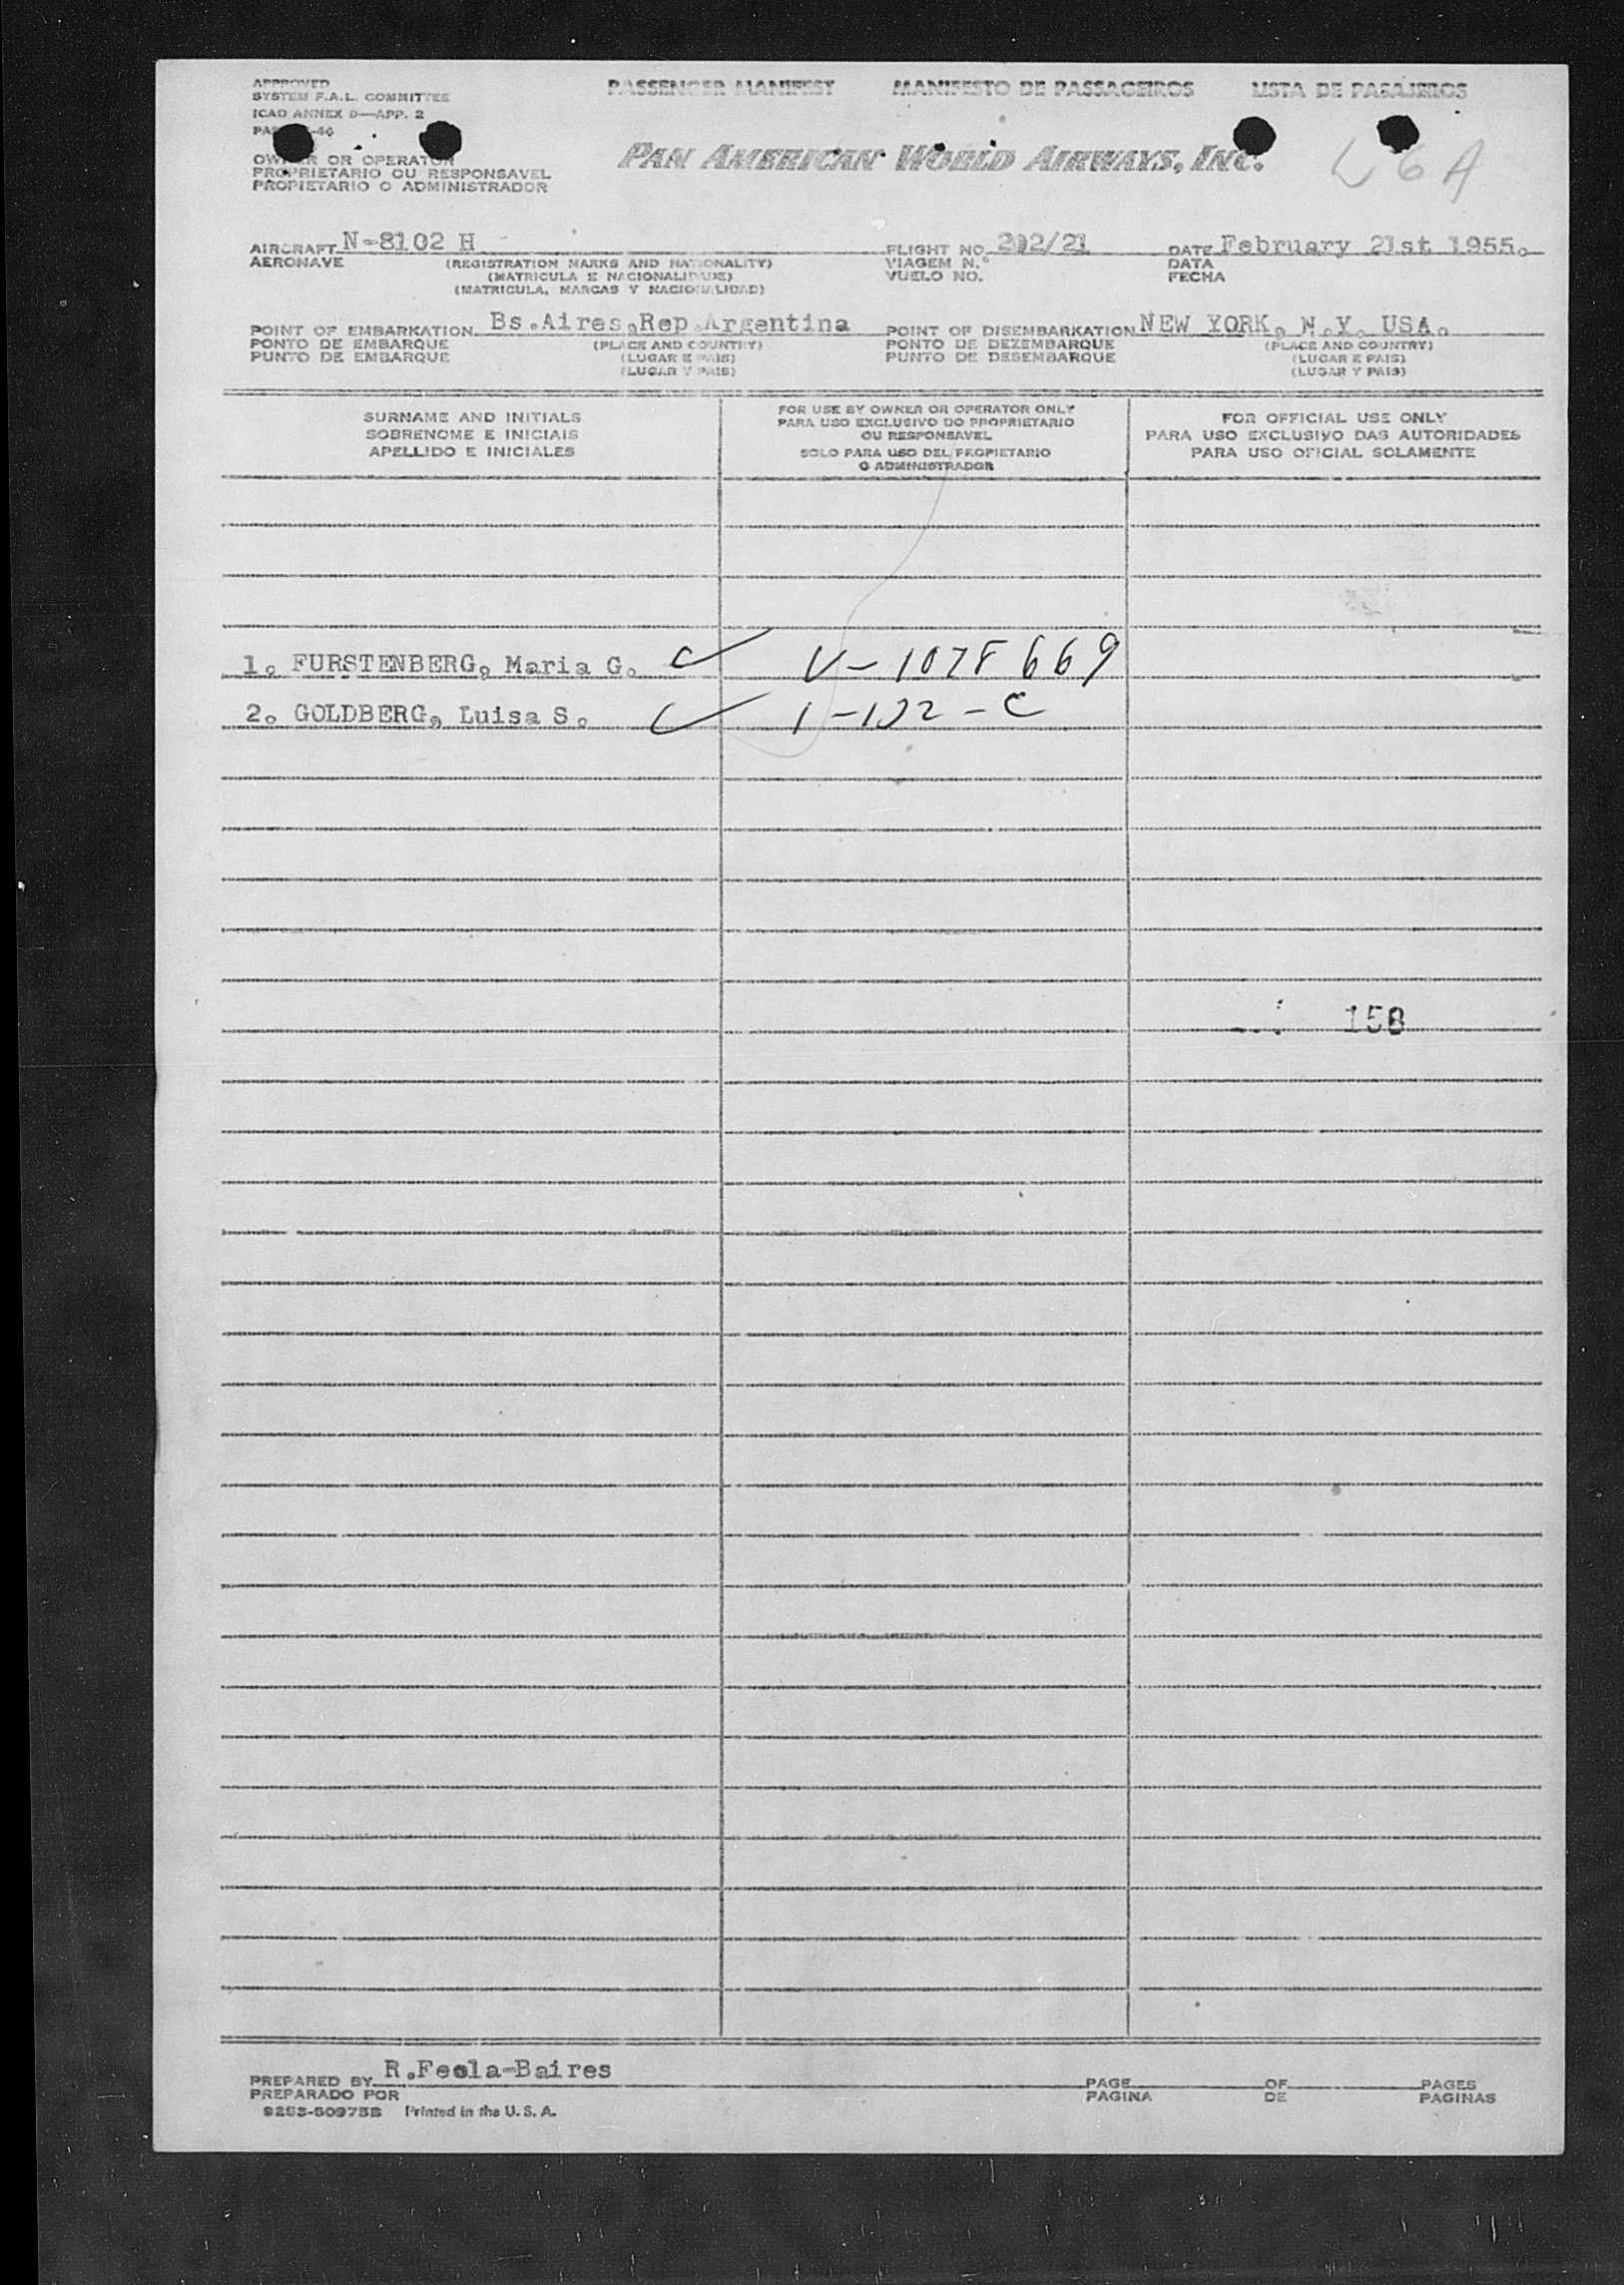 APPROVED
SYSTEM F.A.L. COMMITTEE
ICAO ANNEX 9—APP. 2
PASSENGER MANIFEST MANIFESTO DE PASSAGEIROS LISTA DE PASAJEROS
OWNER OR OPERATOR
PROPRIETARIO OU RESPONSAVEL
PROPIETARIO O ADMINISTRADOR
PAN AMERICAN WORLD AIRWAYS, INC.
L 6 A
AIRCRAFT N-8102 H FLIGHT NO. 202/21 DATE February 21st 1955.
AERONAVE (REGISTRATION MARKS AND NATIONALITY) VIAGEM N.° DATA
(MATRICULA E NACIONALIDADE) VUELO NO. FECHA
(MATRICULA, MARCAS Y NACIONALIDAD)
POINT OF EMBARKATION Bs.Aires,Rep.Argentina POINT OF DISEMBARKATION NEW YORK, N.Y. USA.
PONTO DE EMBARQUE (PLACE AND COUNTRY) PONTO DE DEZEMBARQUE (PLACE AND COUNTRY)
PUNTO DE EMBARQUE (LUGAR E PAIS) PUNTO DE DESEMBARQUE (LUGAR E PAIS)
(LUGAR Y PAIS) (LUGAR Y PAIS)
SURNAME AND INITIALS
SOBRENOME E INICIAIS
APELLIDO E INICIALES
FOR USE BY OWNER OR OPERATOR ONLY
PARA USO EXCLUSIVO DO PROPRIETARIO
OU RESPONSAVEL
SOLO PARA USO DEL PROPIETARIO
O ADMINISTRADOR
FOR OFFICIAL USE ONLY
PARA USO EXCLUSIVO DAS AUTORIDADES
PARA USO OFICIAL SOLAMENTE
1. FURSTENBERG, Maria G. V-1078669
2. GOLDBERG, Luisa S. 1-132-C
158
PREPARED BY R.Feola-Baires PAGE OF PAGES
PREPARADO POR PAGINA DE PAGINAS
Printed in the U. S. A.